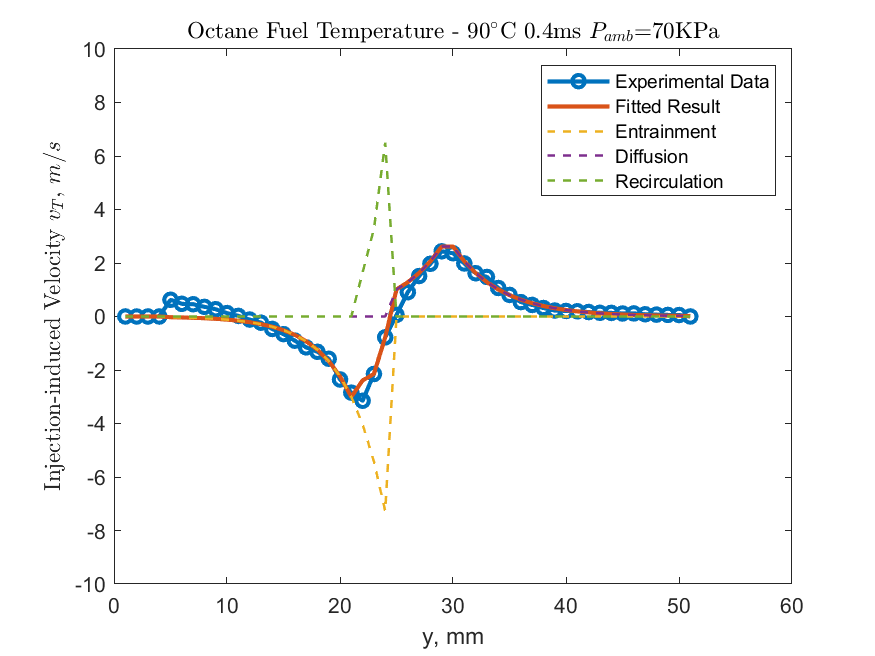 Octane Fuel Temperature - 90°C 0.4ms P_amb=70KPa
10
8
6
4
2
0
-2
-4
-6
-8
-10
Injection-induced Velocity v_T, m/s
Experimental Data
Fitted Result
Entrainment
Diffusion
Recirculation
0 10 20 30 40 50 60
y, mm